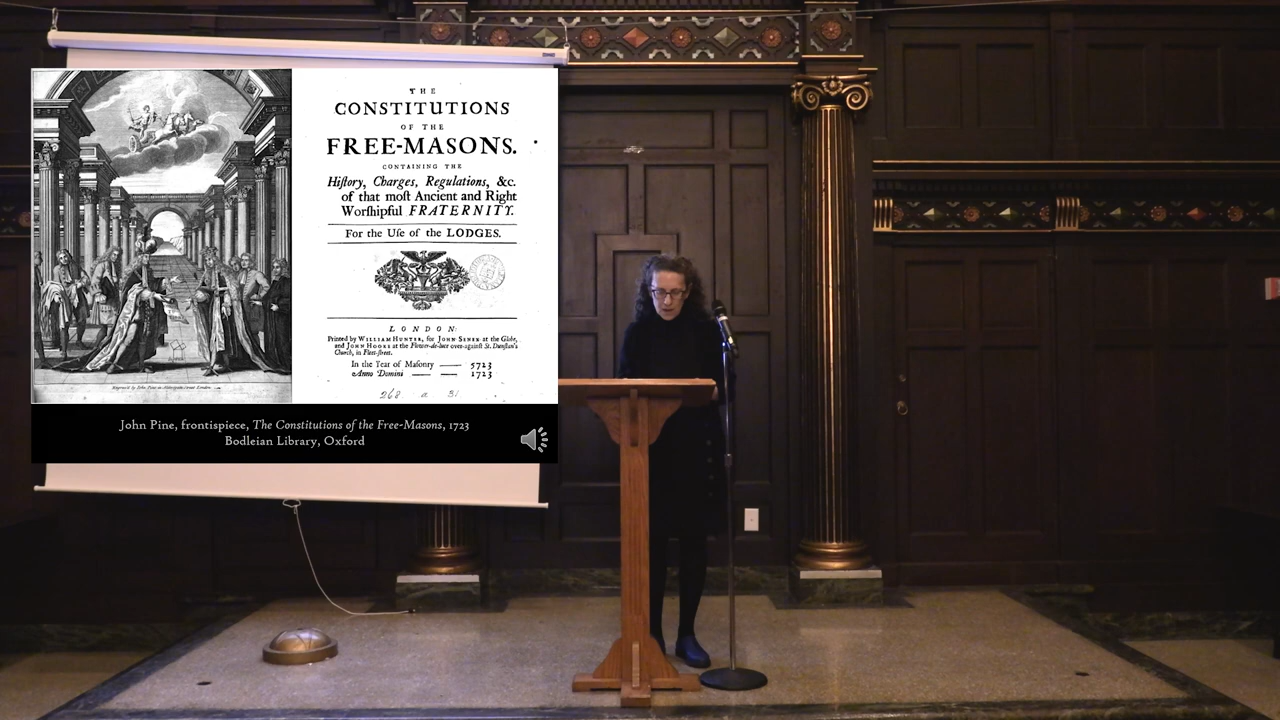 THE
CONSTITUTIONS
OF THE
FREE-MASONS.
CONTAINING THE
Hiſtory, Charges, Regulations, &c.
of that moſt Ancient and Right
Worſhipful FRATERNITY.
For the Uſe of the LODGES.
LONDON:
Printed by WILLIAM HUNTER, for JOHN SENEX at the Globe,
and JOHN HOOKE at the Flower-de-luce over-againſt St. Dunſtan's
Church, in Fleet-ſtreet.
In the Year of Masonry —— 5723
Anno Domini — — 1723
268 a 31
John Pine, frontispiece, The Constitutions of the Free-Masons, 1723
Bodleian Library, Oxford